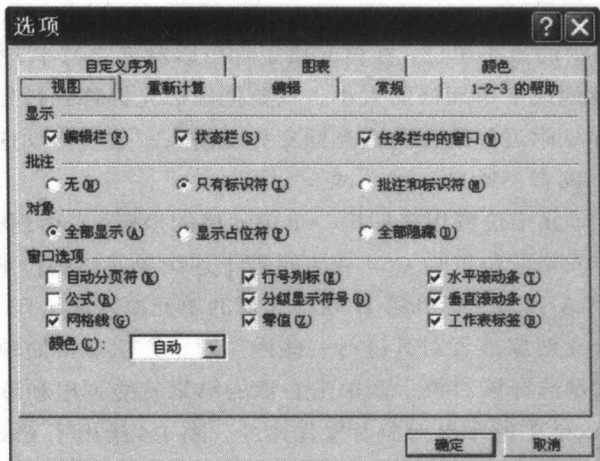 选项
自定义序列 图表 颜色
视图 重新计算 编辑 常规 1-2-3 的帮助
显示
编辑栏(F) 状态栏(S) 任务栏中的窗口(W)
批注
无(N) 只有标识符(I) 批注和标识符(M)
对象
全部显示(A) 显示占位符(P) 全部隐藏(D)
窗口选项
自动分页符(K) 行号列标(E) 水平滚动条(T)
公式(R) 分级显示符号(O) 垂直滚动条(V)
网格线(G) 零值(Z) 工作表标签(B)
颜色(C): 自动
确定 取消